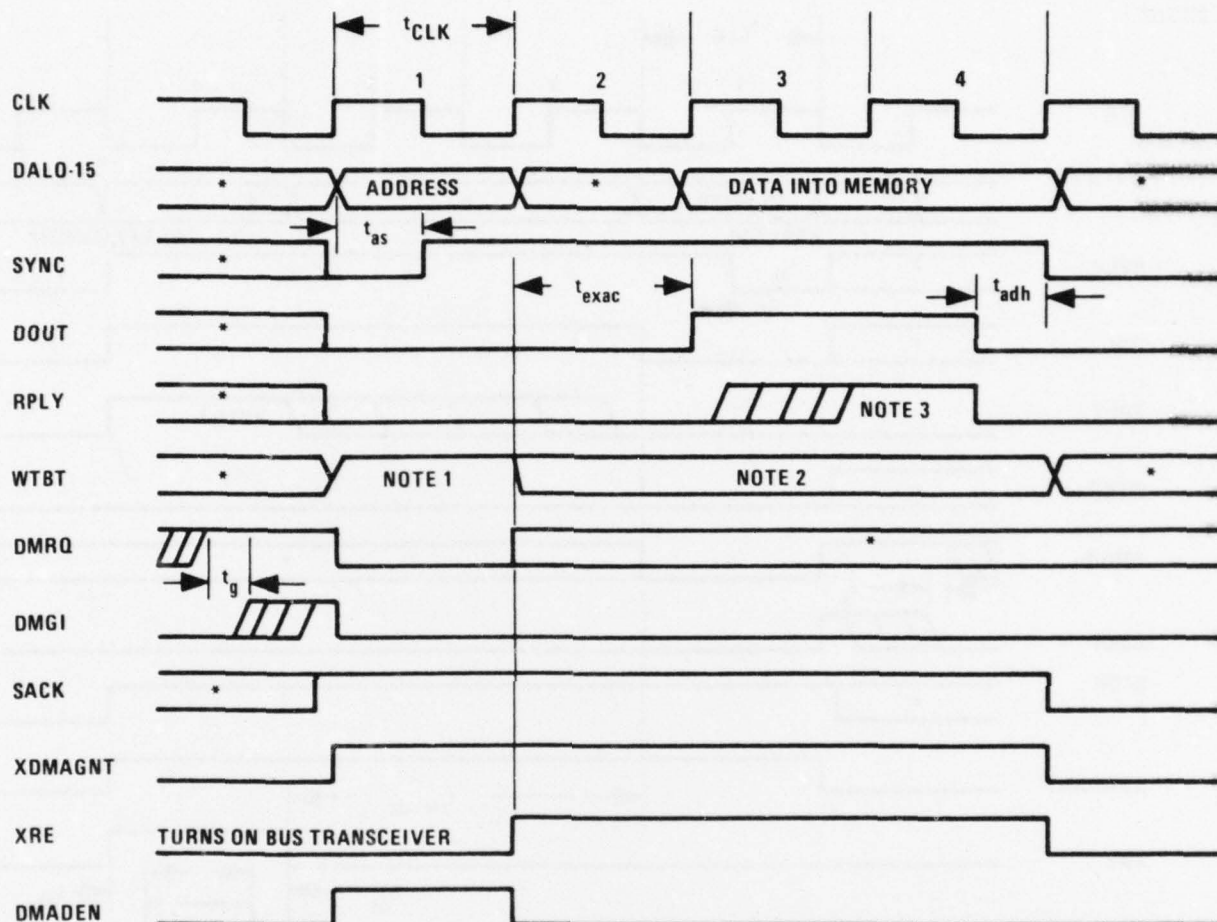 tCLK
1 2 3 4
CLK
DAL0-15 * ADDRESS * DATA INTO MEMORY *
tas
SYNC *
texac tadh
DOUT *
RPLY * NOTE 3
WTBT * NOTE 1 NOTE 2 *
DMRQ * *
tg
DMGI
SACK *
XDMAGNT
XRE TURNS ON BUS TRANSCEIVER
DMADEN